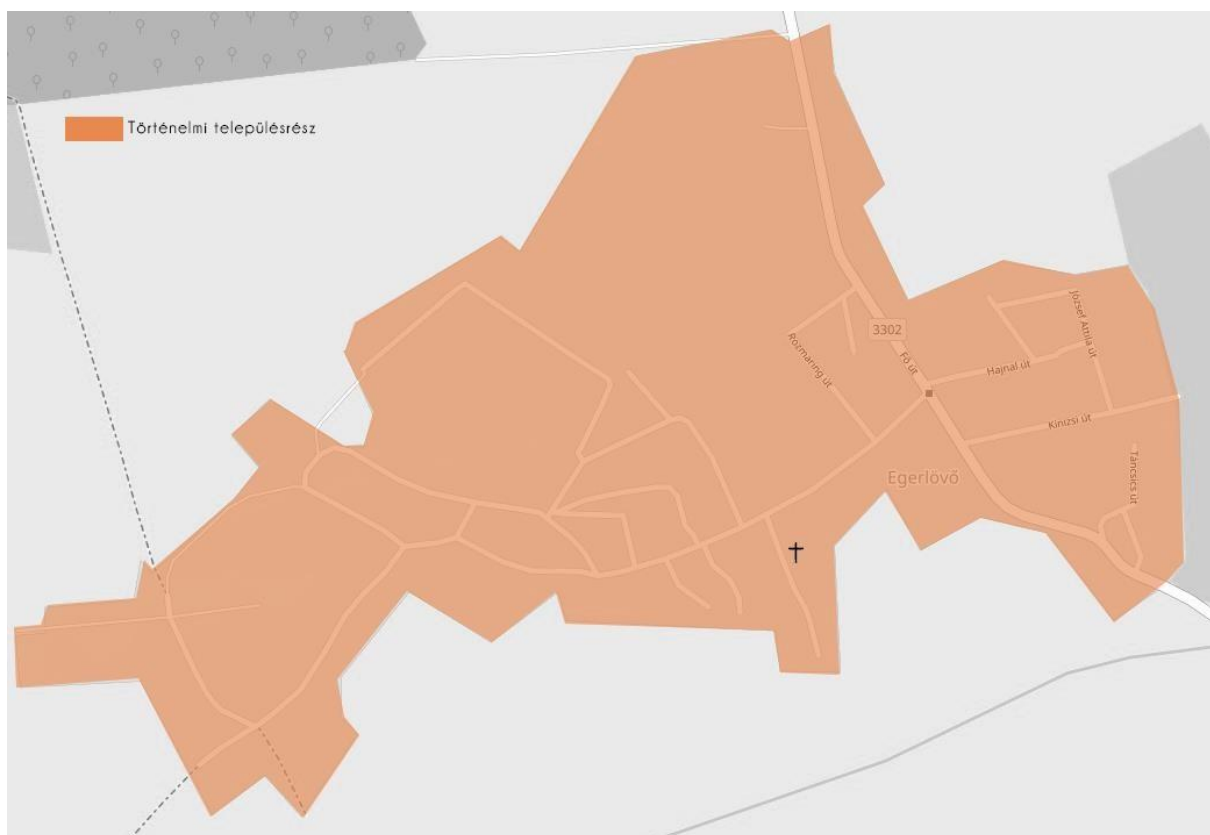 Történelmi településrész
3302
Fő út
Rozmaring út
József Attila út
Hajnal út
Kinizsi út
Egerlövő
Táncsics út